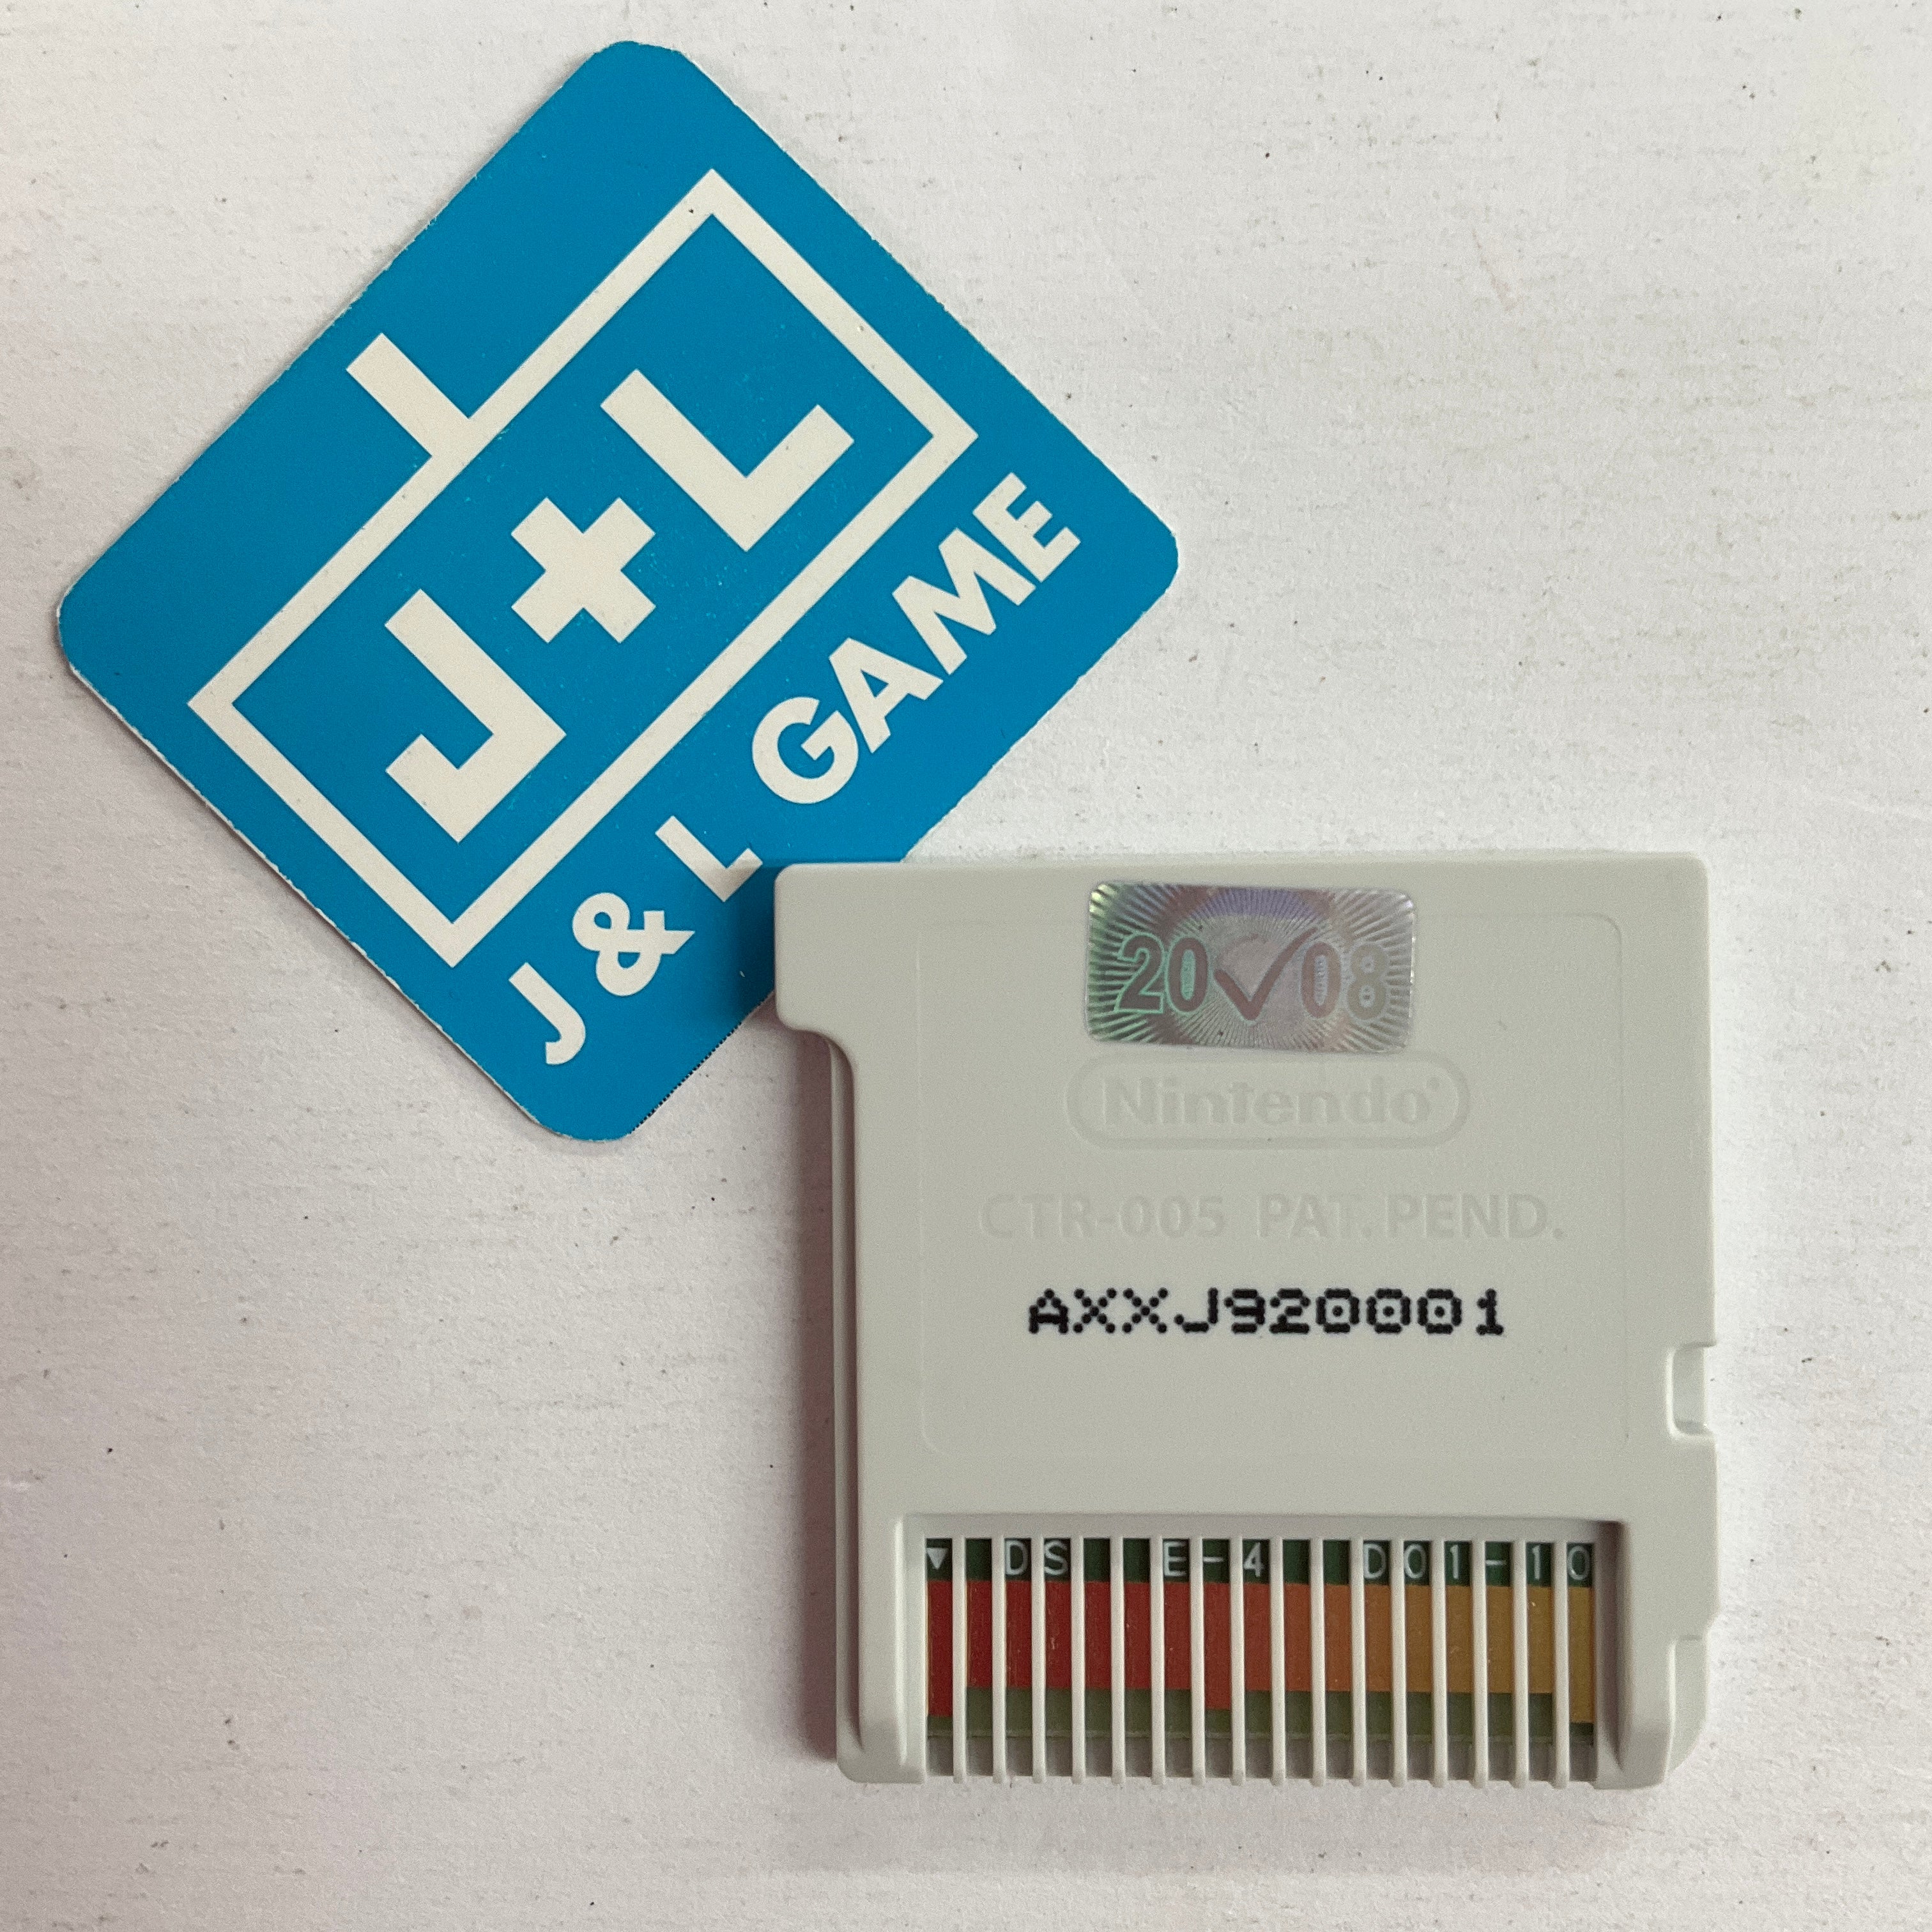 J+L
J & L GAME
20✓08
Nintendo®
CTR-005 PAT. PEND.
AXXJ920001
▼ DS E-4 D01-10